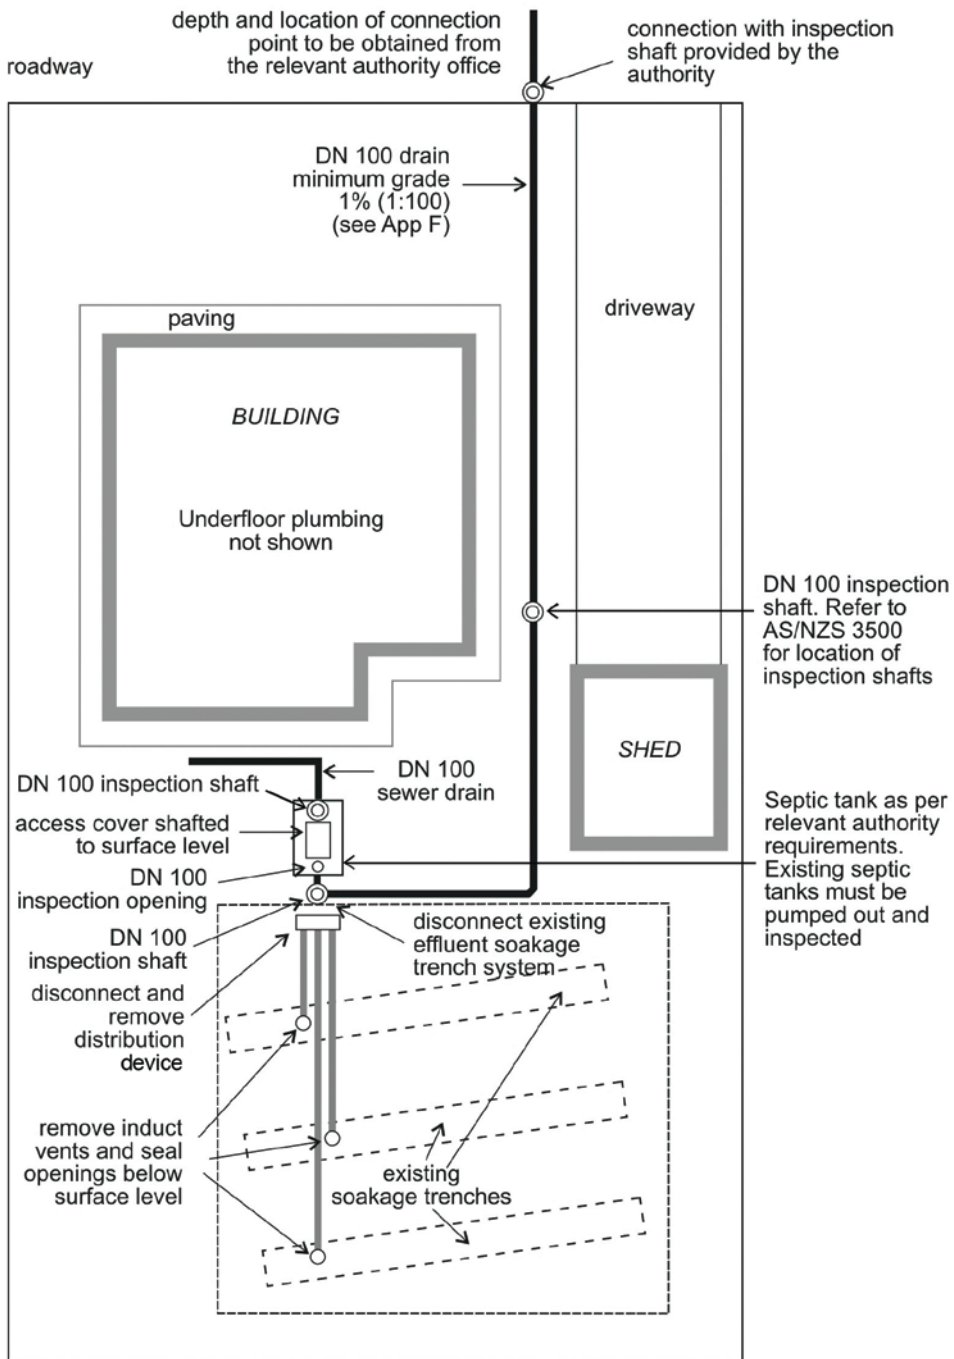 depth and location of connection
point to be obtained from
the relevant authority office
connection with inspection
shaft provided by the
authority
roadway
DN 100 drain
minimum grade
1% (1:100)
(see App F)
driveway
paving
BUILDING
Underfloor plumbing
not shown
DN 100 inspection
shaft. Refer to
AS/NZS 3500
for location of
inspection shafts
SHED
DN 100
sewer drain
DN 100 inspection shaft
access cover shafted
to surface level
DN 100
inspection opening
Septic tank as per
relevant authority
requirements.
Existing septic
tanks must be
pumped out and
inspected
DN 100
inspection shaft
disconnect existing
effluent soakage
trench system
disconnect and
remove
distribution
device
remove induct
vents and seal
openings below
surface level
existing
soakage trenches